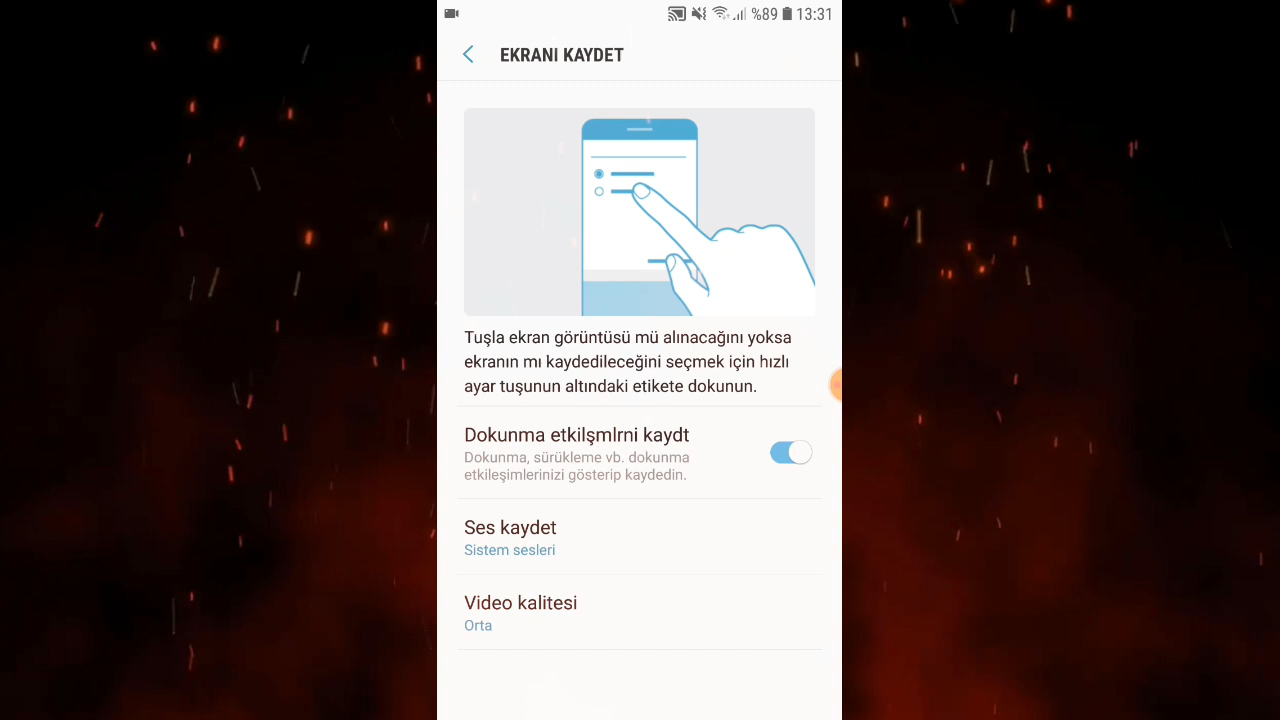 %89 13:31
EKRANI KAYDET
Tuşla ekran görüntüsü mü alınacağını yoksa
ekranın mı kaydedileceğini seçmek için hızlı
ayar tuşunun altındaki etikete dokunun.
Dokunma etkilşmlrni kaydt
Dokunma, sürükleme vb. dokunma
etkileşimlerinizi gösterip kaydedin.
Ses kaydet
Sistem sesleri
Video kalitesi
Orta